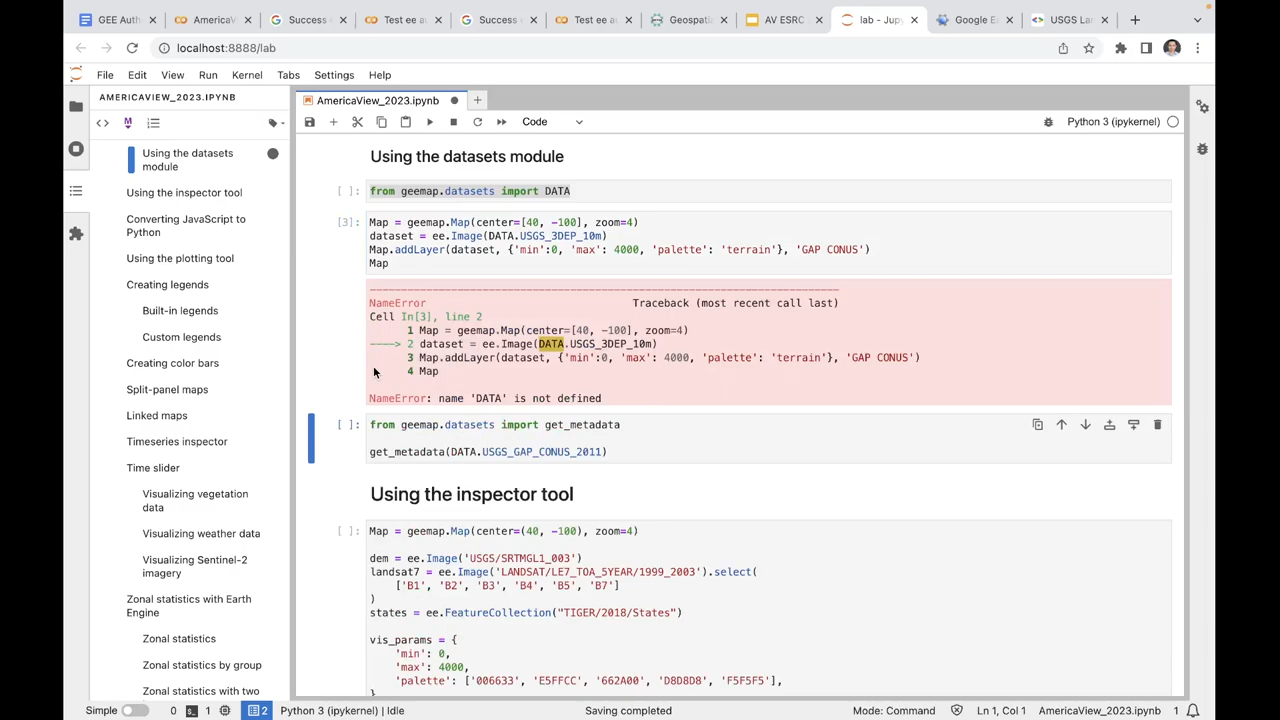 GEE Auth
AmericaV
Success
Test ee au
Success
Test ee au
Geospati
AV ESRC
lab - Jupy
Google E
USGS Lar
localhost:8888/lab
File Edit View Run Kernel Tabs Settings Help
AMERICAVIEW_2023.IPYNB
AmericaView_2023.ipynb
Code
Python 3 (ipykernel)
Using the datasets
module
Using the inspector tool
Converting JavaScript to
Python
Using the plotting tool
Creating legends
Built-in legends
Custom legends
Creating color bars
Split-panel maps
Linked maps
Timeseries inspector
Time slider
Visualizing vegetation
data
Visualizing weather data
Visualizing Sentinel-2
imagery
Zonal statistics with Earth
Engine
Zonal statistics
Zonal statistics by group
Zonal statistics with two
Using the datasets module
[ ]: from geemap.datasets import DATA
[3]: Map = geemap.Map(center=[40, -100], zoom=4)
dataset = ee.Image(DATA.USGS_3DEP_10m)
Map.addLayer(dataset, {'min':0, 'max': 4000, 'palette': 'terrain'}, 'GAP CONUS')
Map
---------------------------------------------------------------------------
NameError Traceback (most recent call last)
Cell In[3], line 2
1 Map = geemap.Map(center=[40, -100], zoom=4)
----> 2 dataset = ee.Image(DATA.USGS_3DEP_10m)
3 Map.addLayer(dataset, {'min':0, 'max': 4000, 'palette': 'terrain'}, 'GAP CONUS')
4 Map
NameError: name 'DATA' is not defined
[ ]: from geemap.datasets import get_metadata
get_metadata(DATA.USGS_GAP_CONUS_2011)
Using the inspector tool
[ ]: Map = geemap.Map(center=(40, -100), zoom=4)
dem = ee.Image('USGS/SRTMGL1_003')
landsat7 = ee.Image('LANDSAT/LE7_TOA_5YEAR/1999_2003').select(
['B1', 'B2', 'B3', 'B4', 'B5', 'B7']
)
states = ee.FeatureCollection("TIGER/2018/States")
vis_params = {
'min': 0,
'max': 4000,
'palette': ['006633', 'E5FFCC', '662A00', 'D8D8D8', 'F5F5F5'],
}
Simple 0 1 2 Python 3 (ipykernel) | Idle Saving completed Mode: Command Ln 1, Col 1 AmericaView_2023.ipynb 1